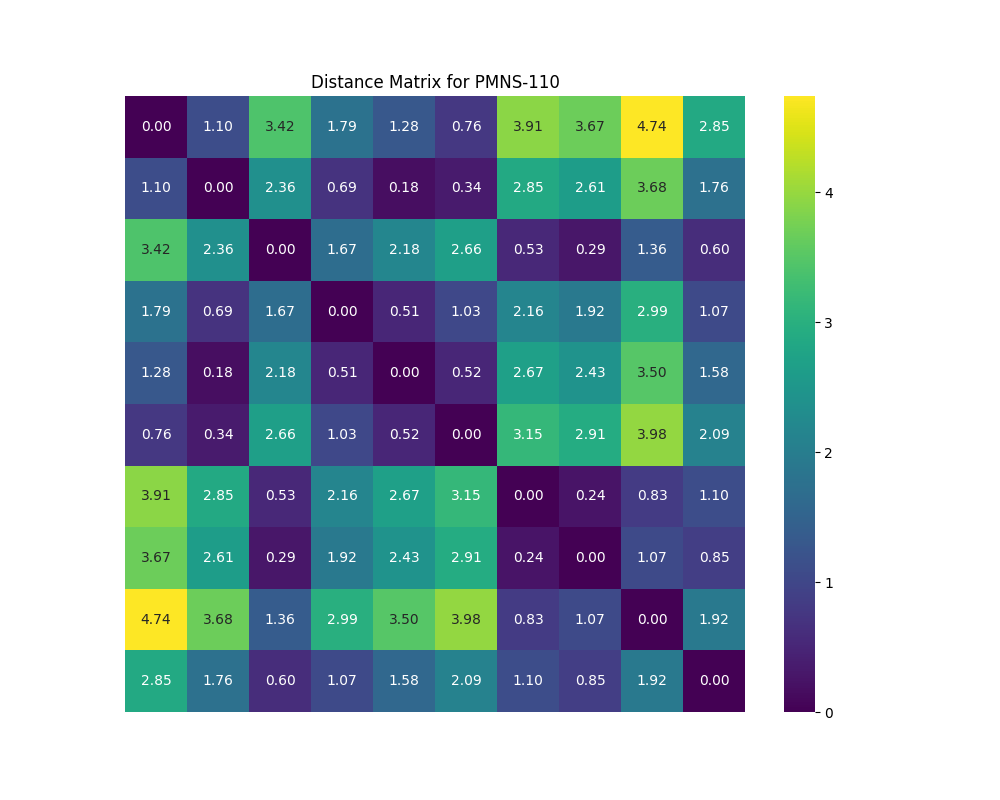 Distance Matrix for PMNS-110
0.00 1.10 3.42 1.79 1.28 0.76 3.91 3.67 4.74 2.85
1.10 0.00 2.36 0.69 0.18 0.34 2.85 2.61 3.68 1.76
3.42 2.36 0.00 1.67 2.18 2.66 0.53 0.29 1.36 0.60
1.79 0.69 1.67 0.00 0.51 1.03 2.16 1.92 2.99 1.07
1.28 0.18 2.18 0.51 0.00 0.52 2.67 2.43 3.50 1.58
0.76 0.34 2.66 1.03 0.52 0.00 3.15 2.91 3.98 2.09
3.91 2.85 0.53 2.16 2.67 3.15 0.00 0.24 0.83 1.10
3.67 2.61 0.29 1.92 2.43 2.91 0.24 0.00 1.07 0.85
4.74 3.68 1.36 2.99 3.50 3.98 0.83 1.07 0.00 1.92
2.85 1.76 0.60 1.07 1.58 2.09 1.10 0.85 1.92 0.00
4
3
2
1
0